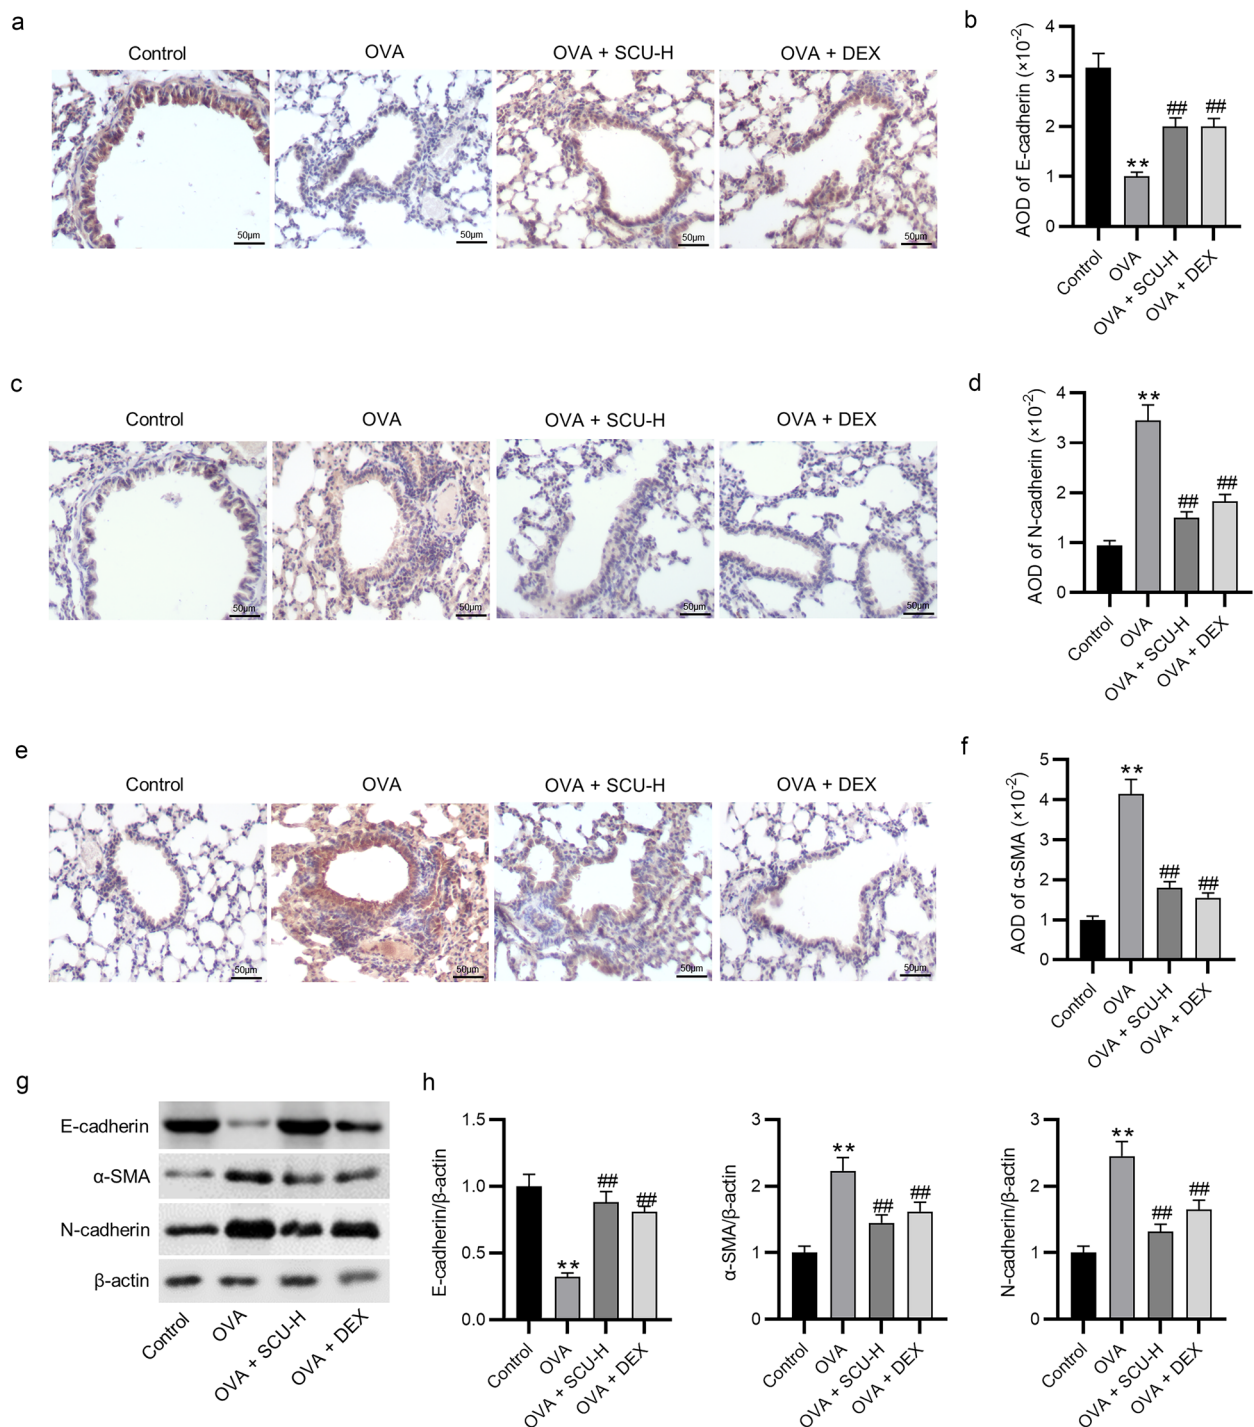 a
Control
OVA
OVA + SCU-H
OVA + DEX
50μm
50μm
50μm
50μm
b
AOD of E-cadherin (×10-2)
4
3
2
1
0
**
##
##
Control
OVA
OVA + SCU-H
OVA + DEX
c
Control
OVA
OVA + SCU-H
OVA + DEX
50μm
50μm
50μm
50μm
d
AOD of N-cadherin (×10-2)
4
3
2
1
0
**
##
##
Control
OVA
OVA + SCU-H
OVA + DEX
e
Control
OVA
OVA + SCU-H
OVA + DEX
50μm
50μm
50μm
50μm
f
AOD of α-SMA (×10-2)
5
4
3
2
1
0
**
##
##
Control
OVA
OVA + SCU-H
OVA + DEX
g
E-cadherin
α-SMA
N-cadherin
β-actin
Control
OVA
OVA + SCU-H
OVA + DEX
h
E-cadherin/β-actin
1.5
1.0
0.5
0.0
**
##
##
Control
OVA
OVA + SCU-H
OVA + DEX
α-SMA/β-actin
3
2
1
0
**
##
##
Control
OVA
OVA + SCU-H
OVA + DEX
N-cadherin/β-actin
3
2
1
0
**
##
##
Control
OVA
OVA + SCU-H
OVA + DEX